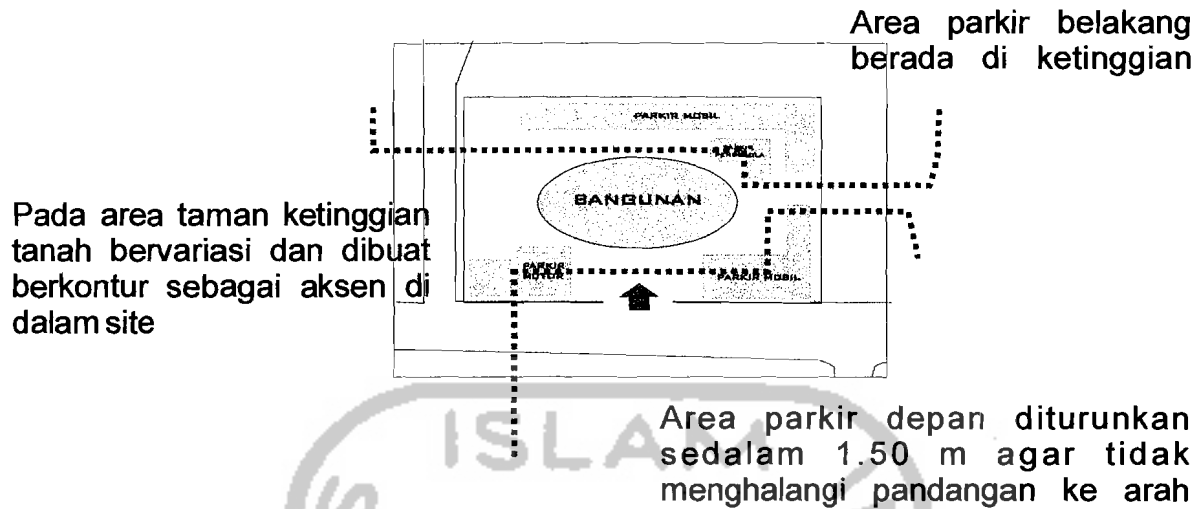 Area parkir belakang
berada di ketinggian
PARKIR MOBIL
BANGUNAN
Pada area taman ketinggian
tanah bervariasi dan dibuat
berkontur sebagai aksen di
dalam site
PARKIR
MOTOR
PARKIR MOBIL
Area parkir depan diturunkan
sedalam 1.50 m agar tidak
menghalangi pandangan ke arah
ISLAM
S